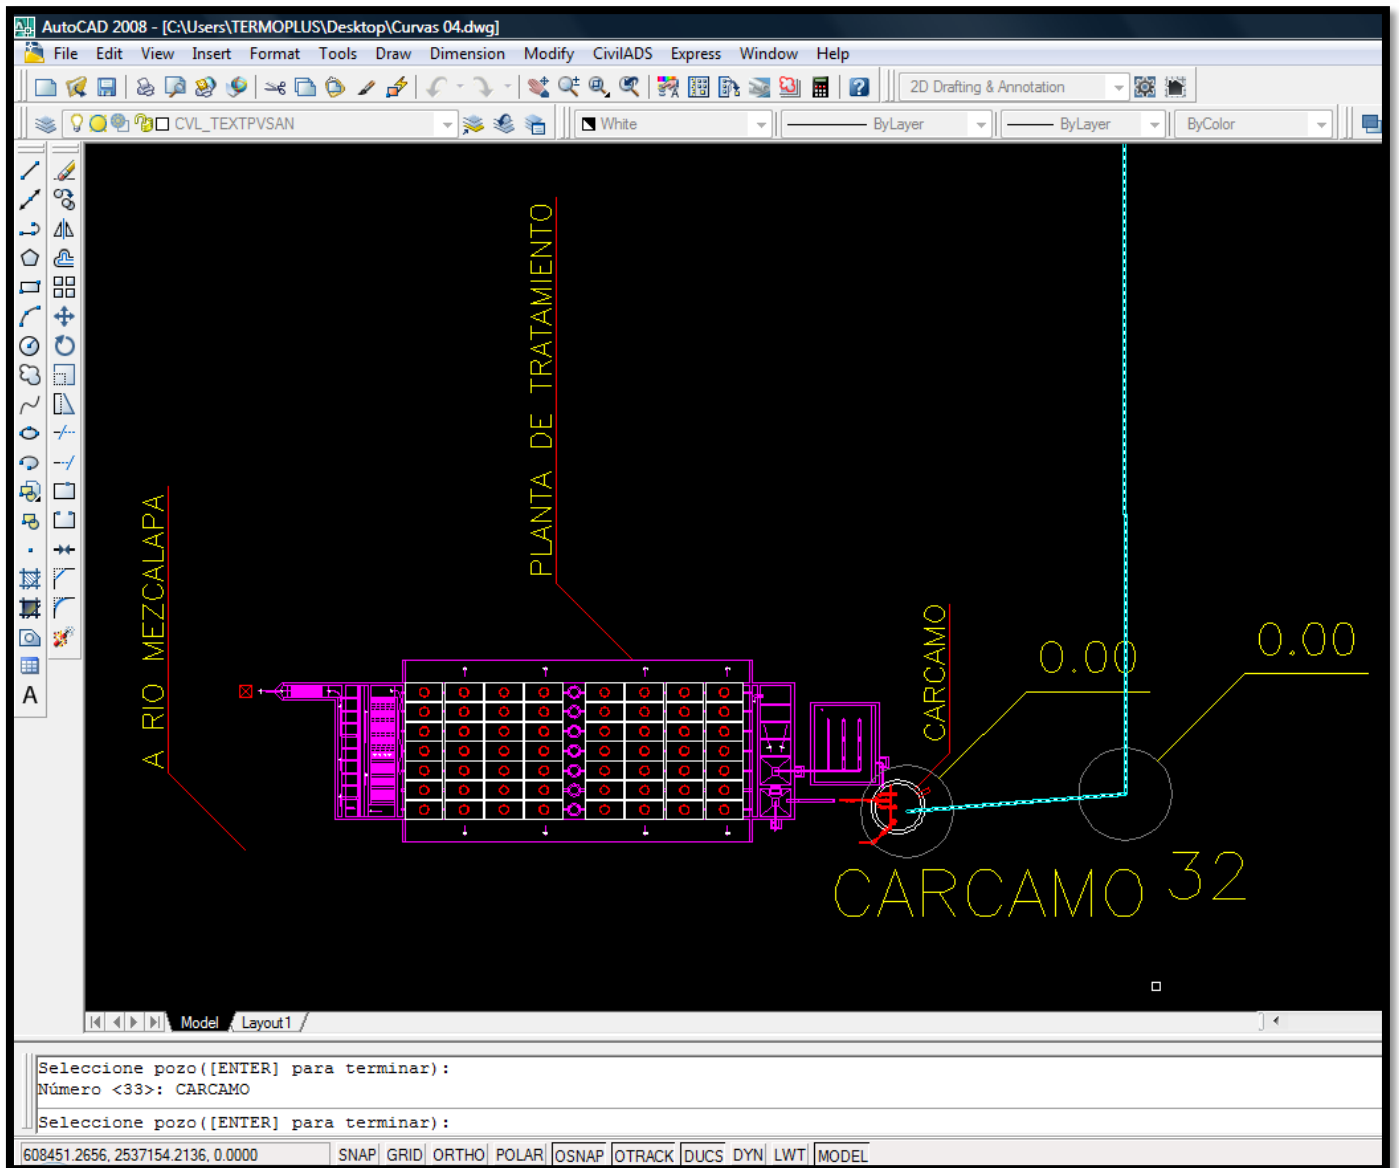 AutoCAD 2008 - [C:\Users\TERMOPLUS\Desktop\Curvas 04.dwg]
File Edit View Insert Format Tools Draw Dimension Modify CivilADS Express Window Help
2D Drafting & Annotation
CVL_TEXTPVSAN White ByLayer ByLayer ByColor
A RIO MEZCALAPA
PLANTA DE TRATAMIENTO
CARCAMO
0.00
0.00
CARCAMO
32
A
Model Layout1
Seleccione pozo([ENTER] para terminar):
Número <33>: CARCAMO
Seleccione pozo([ENTER] para terminar):
608451.2656, 2537154.2136, 0.0000 SNAP GRID ORTHO POLAR OSNAP OTRACK DUCS DYN LWT MODEL